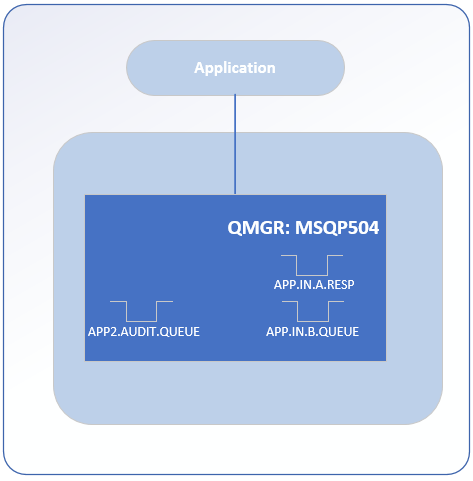 Application
QMGR: MSQP504
APP.IN.A.RESP
APP2.AUDIT.QUEUE
APP.IN.B.QUEUE